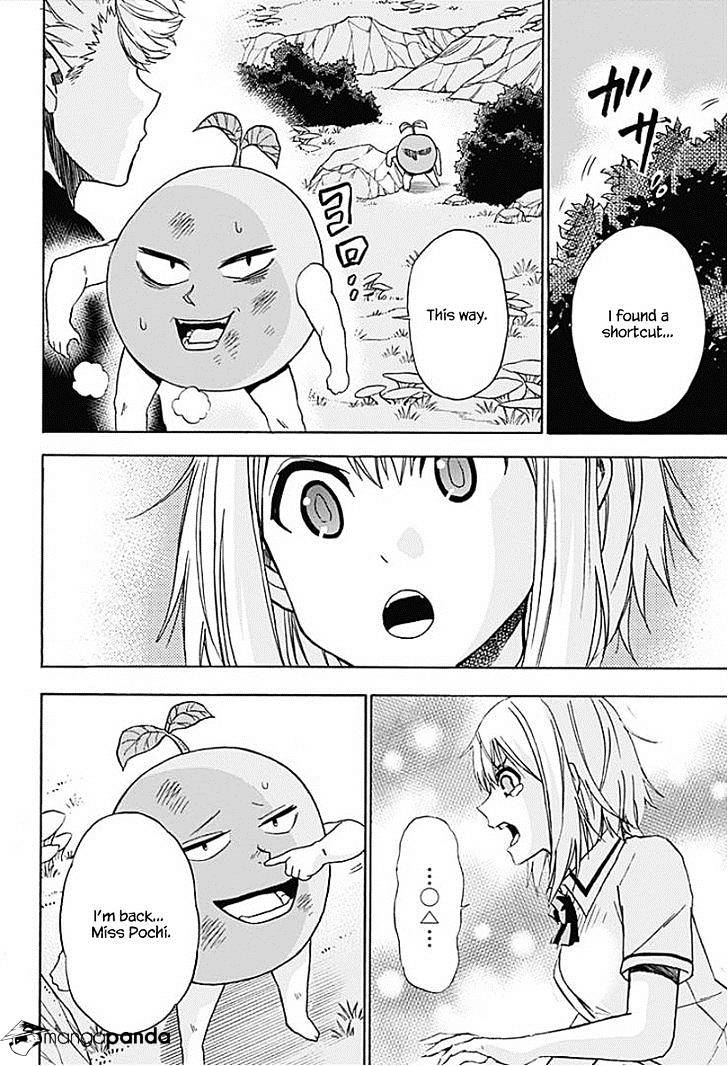 ガサ
I found a
shortcut...
This way.
ヨロ…
……○△……
I'm back...
Miss Pochi.
mangapanda